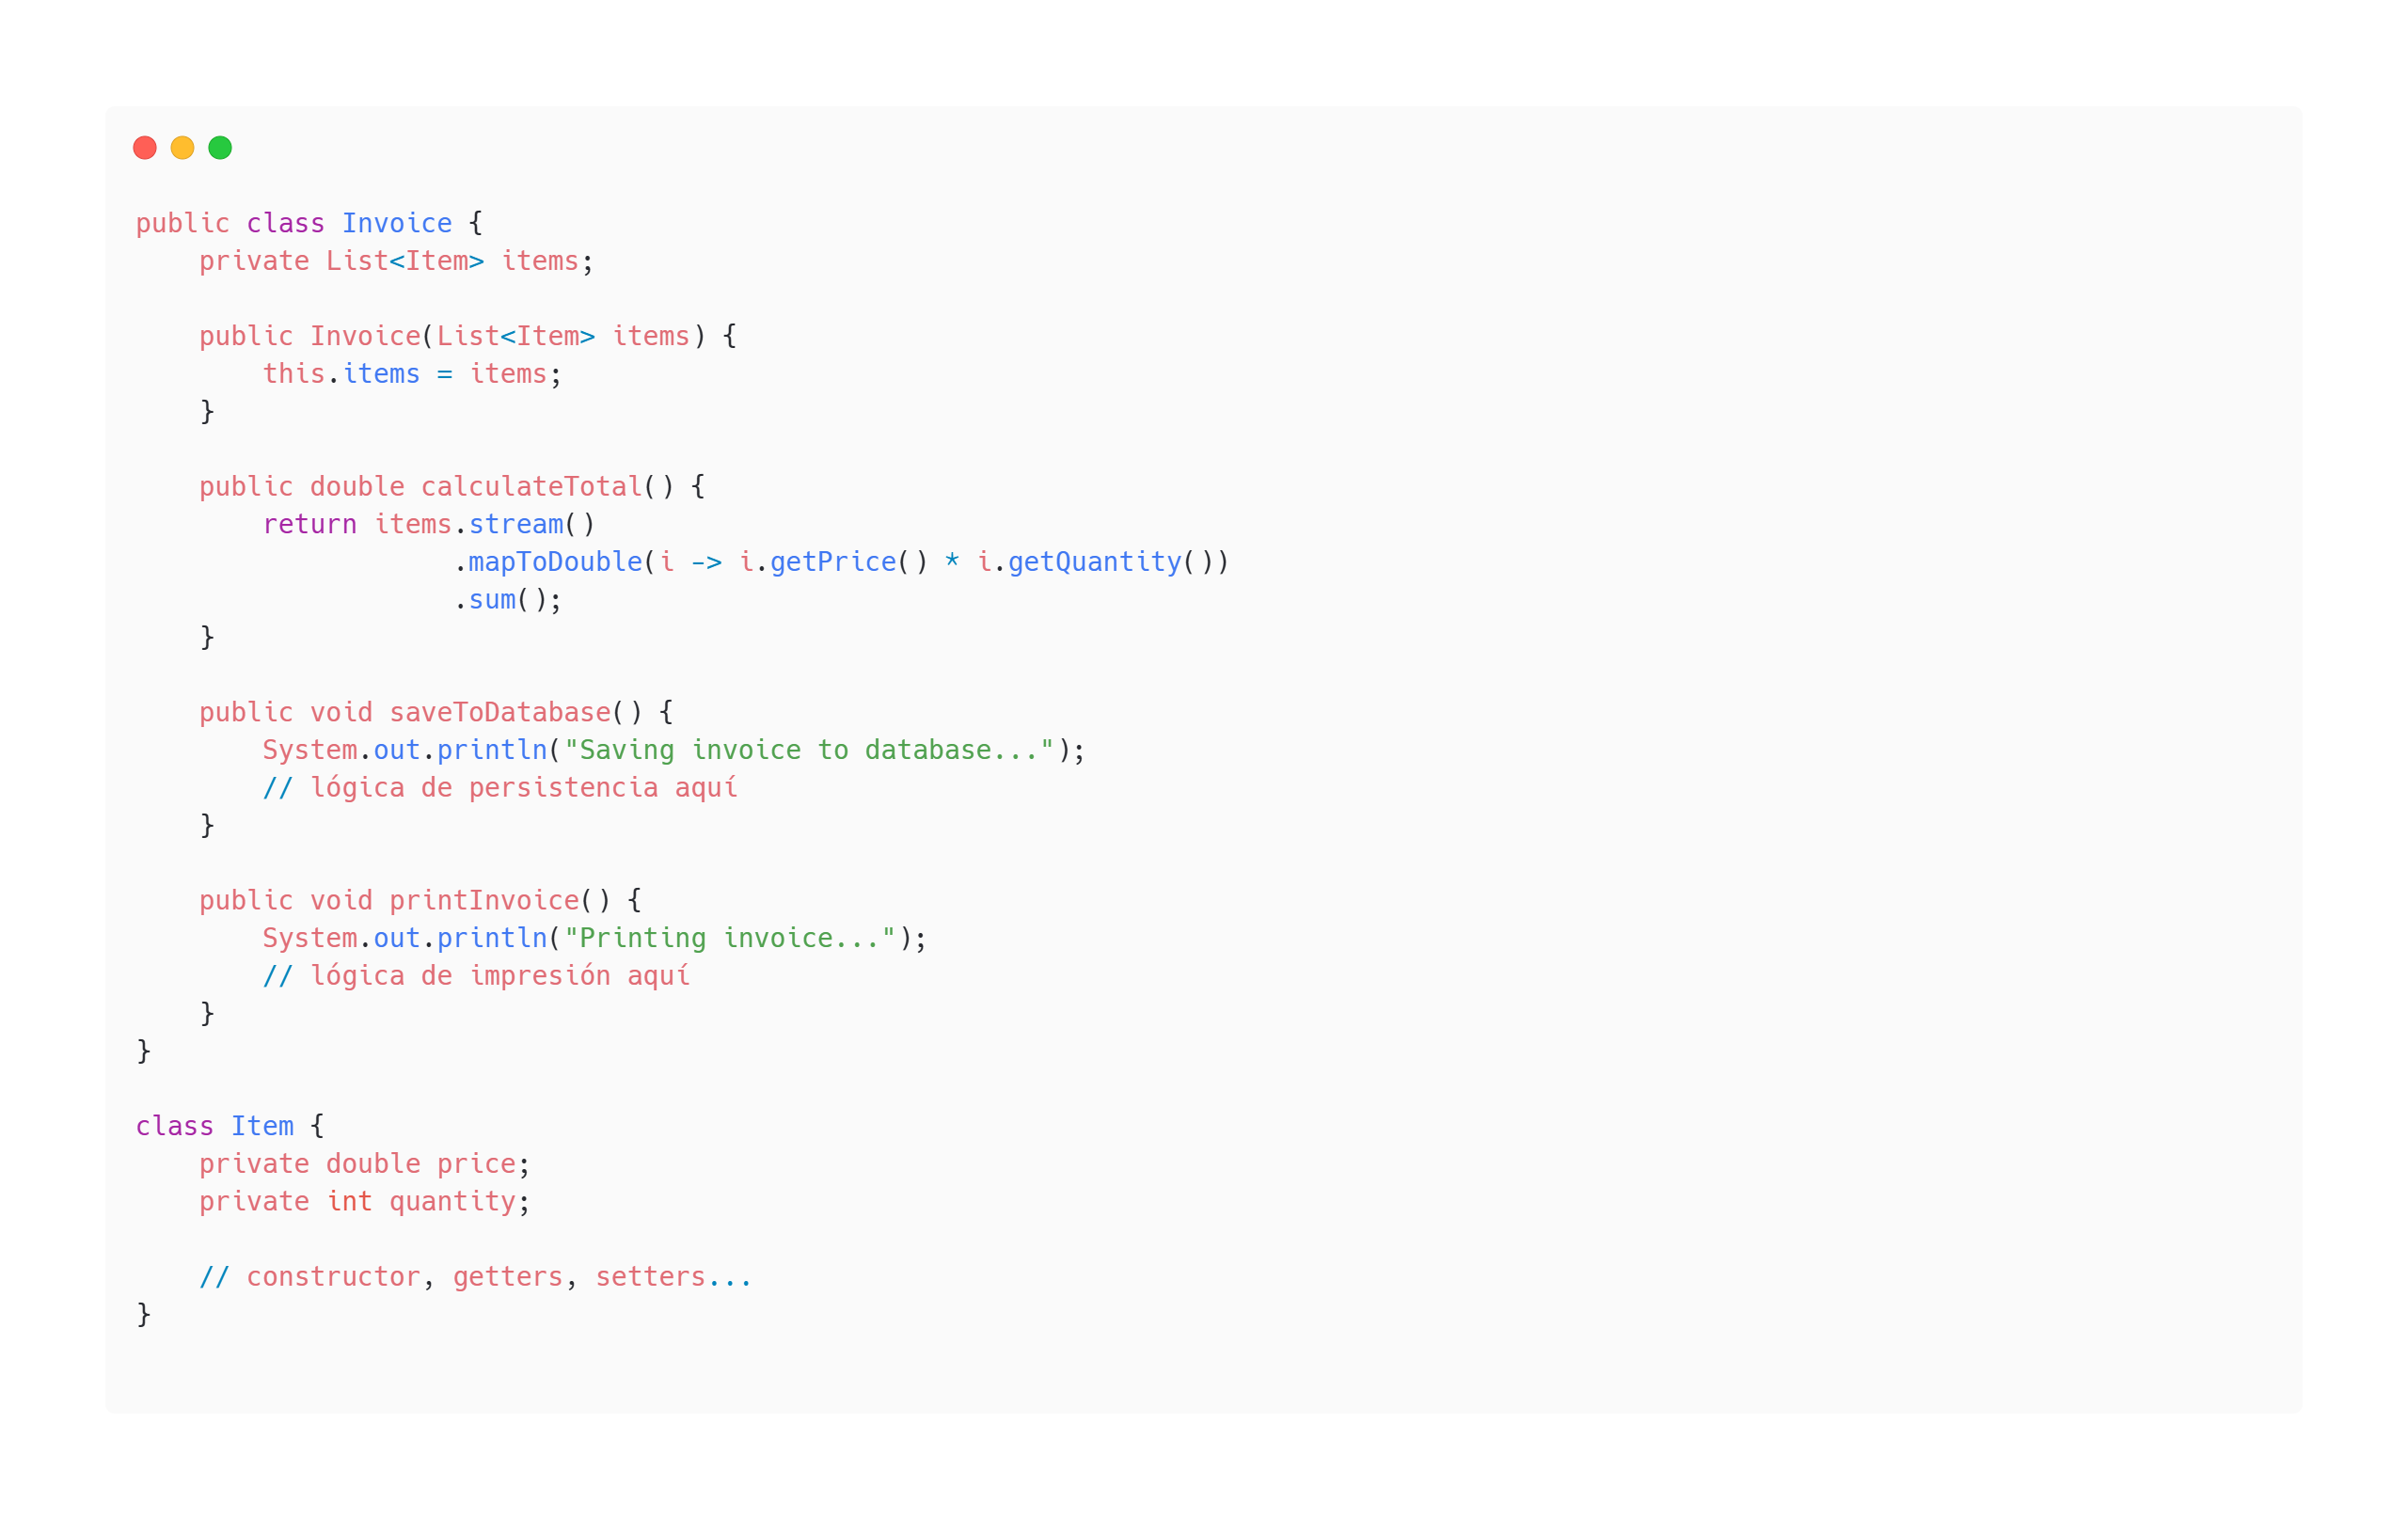 public class Invoice {
    private List<Item> items;

    public Invoice(List<Item> items) {
        this.items = items;
    }

    public double calculateTotal() {
        return items.stream()
                    .mapToDouble(i -> i.getPrice() * i.getQuantity())
                    .sum();
    }

    public void saveToDatabase() {
        System.out.println("Saving invoice to database...");
        // lógica de persistencia aquí
    }

    public void printInvoice() {
        System.out.println("Printing invoice...");
        // lógica de impresión aquí
    }
}

class Item {
    private double price;
    private int quantity;

    // constructor, getters, setters...
}